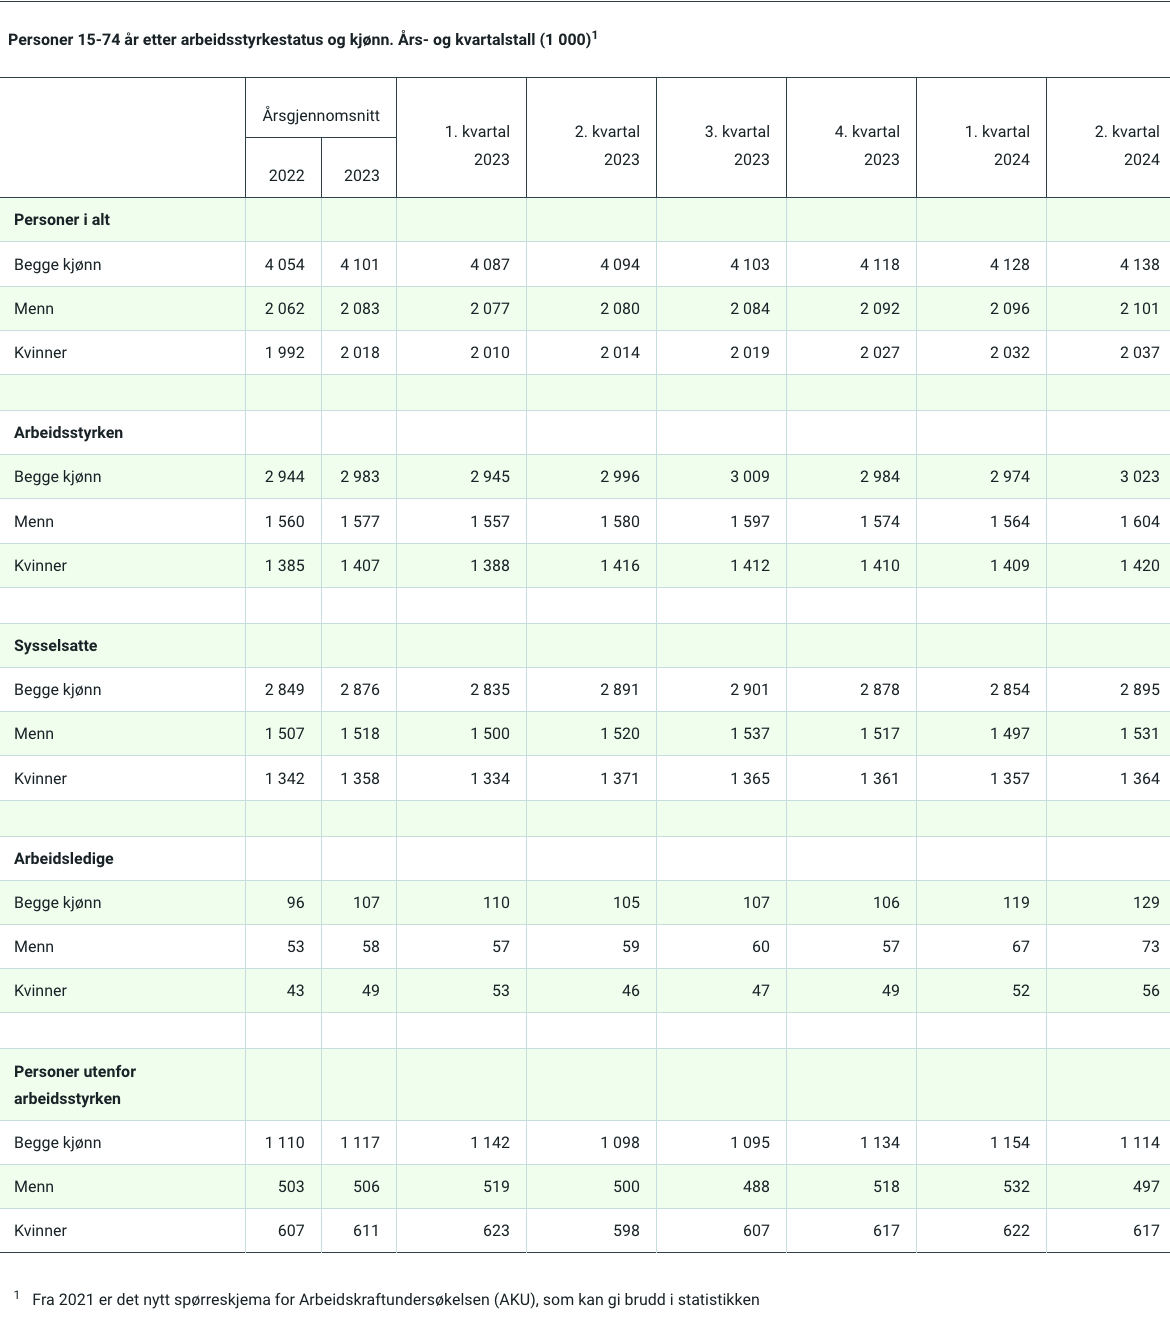 Personer 15-74 år etter arbeidsstyrkestatus og kjønn. Års- og kvartalstall (1 000)1
Årsgjennomsnitt 1. kvartal 2. kvartal 3. kvartal 4. kvartal 1. kvartal 2. kvartal
2022 2023 2023 2023 2023 2023 2024 2024
Personer i alt
Begge kjønn 4 054 4 101 4 087 4 094 4 103 4 118 4 128 4 138
Menn 2 062 2 083 2 077 2 080 2 084 2 092 2 096 2 101
Kvinner 1 992 2 018 2 010 2 014 2 019 2 027 2 032 2 037
Arbeidsstyrken
Begge kjønn 2 944 2 983 2 945 2 996 3 009 2 984 2 974 3 023
Menn 1 560 1 577 1 557 1 580 1 597 1 574 1 564 1 604
Kvinner 1 385 1 407 1 388 1 416 1 412 1 410 1 409 1 420
Sysselsatte
Begge kjønn 2 849 2 876 2 835 2 891 2 901 2 878 2 854 2 895
Menn 1 507 1 518 1 500 1 520 1 537 1 517 1 497 1 531
Kvinner 1 342 1 358 1 334 1 371 1 365 1 361 1 357 1 364
Arbeidsledige
Begge kjønn 96 107 110 105 107 106 119 129
Menn 53 58 57 59 60 57 67 73
Kvinner 43 49 53 46 47 49 52 56
Personer utenfor
arbeidsstyrken
Begge kjønn 1 110 1 117 1 142 1 098 1 095 1 134 1 154 1 114
Menn 503 506 519 500 488 518 532 497
Kvinner 607 611 623 598 607 617 622 617
1 Fra 2021 er det nytt spørreskjema for Arbeidskraftundersøkelsen (AKU), som kan gi brudd i statistikken